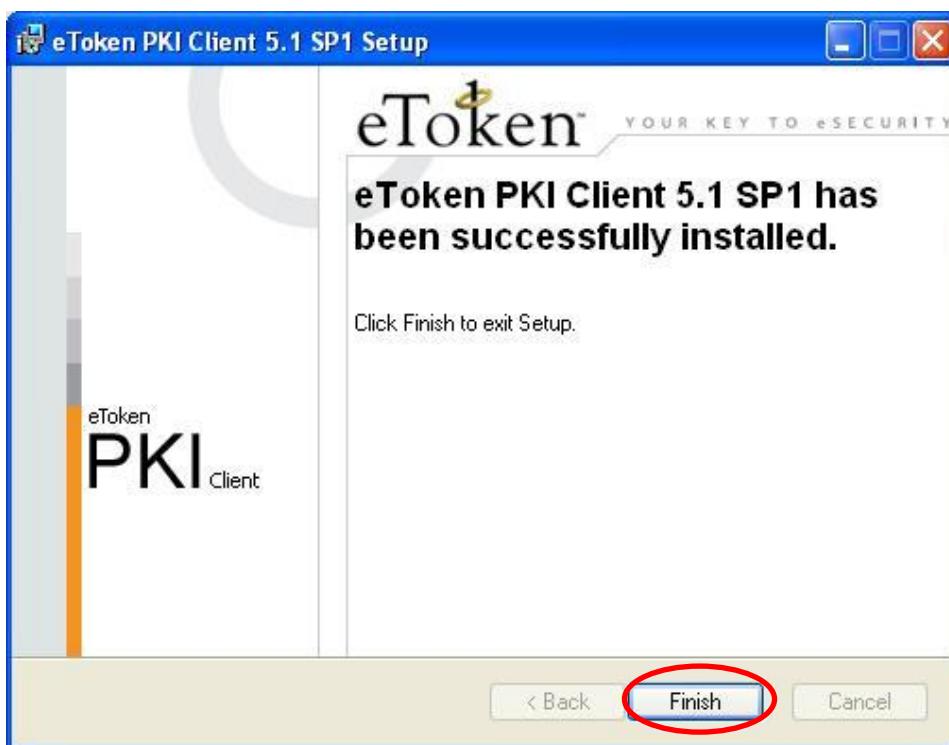 eToken PKI Client 5.1 SP1 Setup
eToken™ YOUR KEY TO eSECURITY
eToken PKI Client 5.1 SP1 has
been successfully installed.
Click Finish to exit Setup.
eToken
PKI Client
< Back Finish Cancel